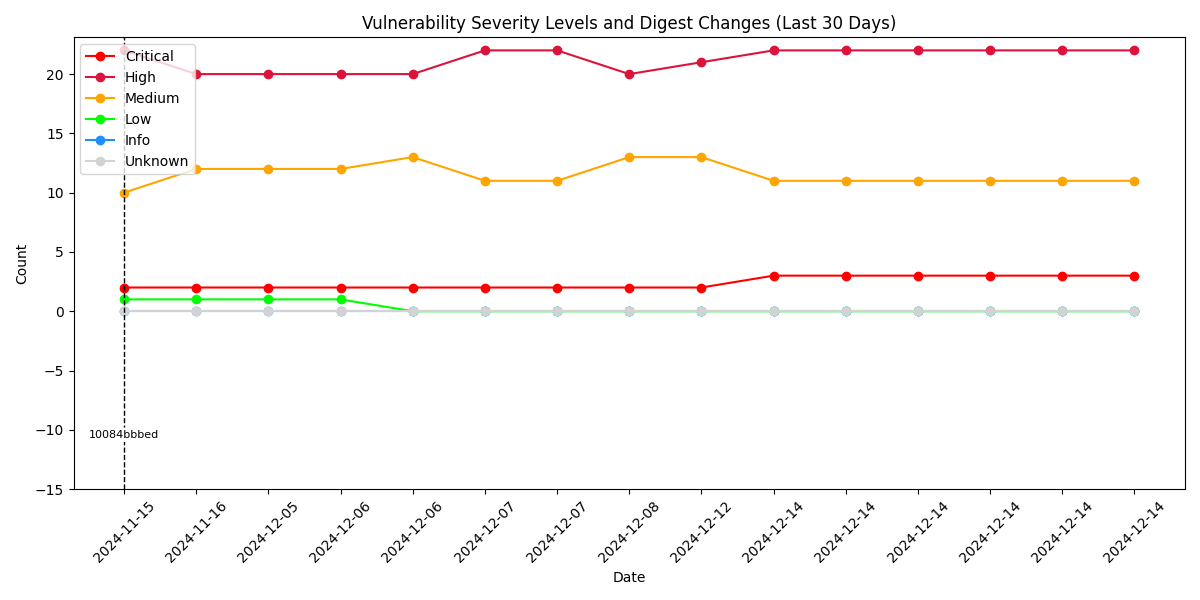 Vulnerability Severity Levels and Digest Changes (Last 30 Days)
Critical
High
Medium
Low
Info
Unknown
20
15
10
5
0
−5
−10
−15
Count
10084bbbed
2024-11-15
2024-11-16
2024-12-05
2024-12-06
2024-12-06
2024-12-07
2024-12-07
2024-12-08
2024-12-12
2024-12-14
2024-12-14
2024-12-14
2024-12-14
2024-12-14
2024-12-14
Date